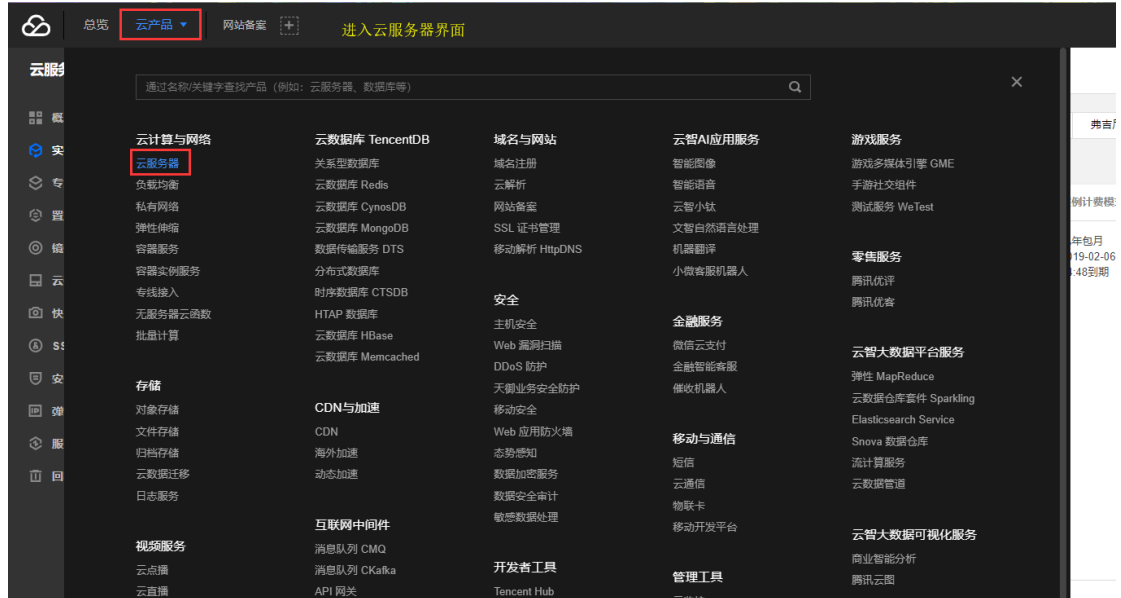 总览 云产品 网站备案 进入云服务器界面
云服
通过名称/关键字查找产品（例如：云服务器、数据库等）
概
实
专
置
镜
云
快
安
弹
服
回
云计算与网络
云服务器
负载均衡
私有网络
弹性伸缩
容器服务
容器实例服务
专线接入
无服务器云函数
批量计算
存储
对象存储
文件存储
归档存储
云数据迁移
日志服务
视频服务
云点播
云直播
云数据库 TencentDB
关系型数据库
云数据库 Redis
云数据库 CynosDB
云数据库 MongoDB
数据传输服务 DTS
分布式数据库
时序数据库 CTSDB
HTAP 数据库
云数据库 HBase
云数据库 Memcached
CDN与加速
CDN
海外加速
动态加速
互联网中间件
消息队列 CMQ
消息队列 CKafka
API 网关
域名与网站
域名注册
云解析
网站备案
SSL 证书管理
移动解析 HttpDNS
安全
主机安全
Web 漏洞扫描
DDoS 防护
天御业务安全防护
移动安全
Web 应用防火墙
态势感知
数据加密服务
数据安全审计
敏感数据处理
开发者工具
Tencent Hub
云智AI应用服务
智能图像
智能语音
云智小钛
文智自然语言处理
机器翻译
小微客服机器人
金融服务
微信云支付
金融智能客服
催收机器人
移动与通信
短信
云通信
物联卡
移动开发平台
管理工具
游戏服务
游戏多媒体引擎 GME
手游社交组件
测试服务 WeTest
零售服务
腾讯优评
腾讯优客
云智大数据平台服务
弹性 MapReduce
云数据仓库套件 Sparkling
Elasticsearch Service
Snova 数据仓库
流计算服务
云数据管道
云智大数据可视化服务
商业智能分析
腾讯云图
弗吉
例计费模
年包月
19-02-06
:48到期